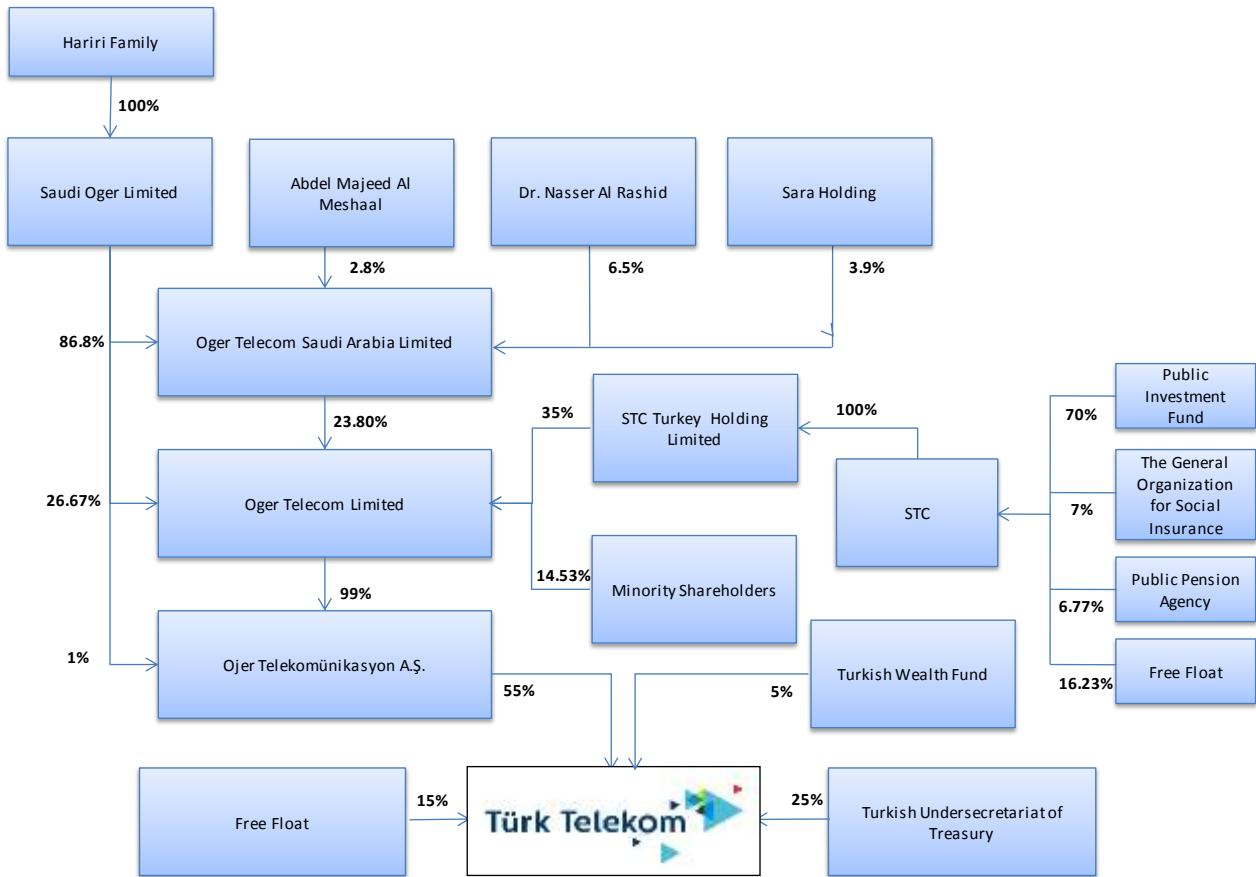 Hariri Family
100%
Saudi Oger Limited
Abdel Majeed Al
Meshaal
Dr. Nasser Al Rashid
Sara Holding
2.8%
6.5%
3.9%
86.8%
Oger Telecom Saudi Arabia Limited
23.80%
35%
STC Turkey Holding
Limited
100%
70%
Public
Investment
Fund
26.67%
Oger Telecom Limited
STC
7%
The General
Organization
for Social
Insurance
99%
14.53%
Minority Shareholders
6.77%
Public Pension
Agency
1%
Ojer Telekomünikasyon A.Ş.
55%
5%
Turkish Wealth Fund
16.23%
Free Float
Free Float
15%
Türk Telekom
25%
Turkish Undersecretariat of
Treasury